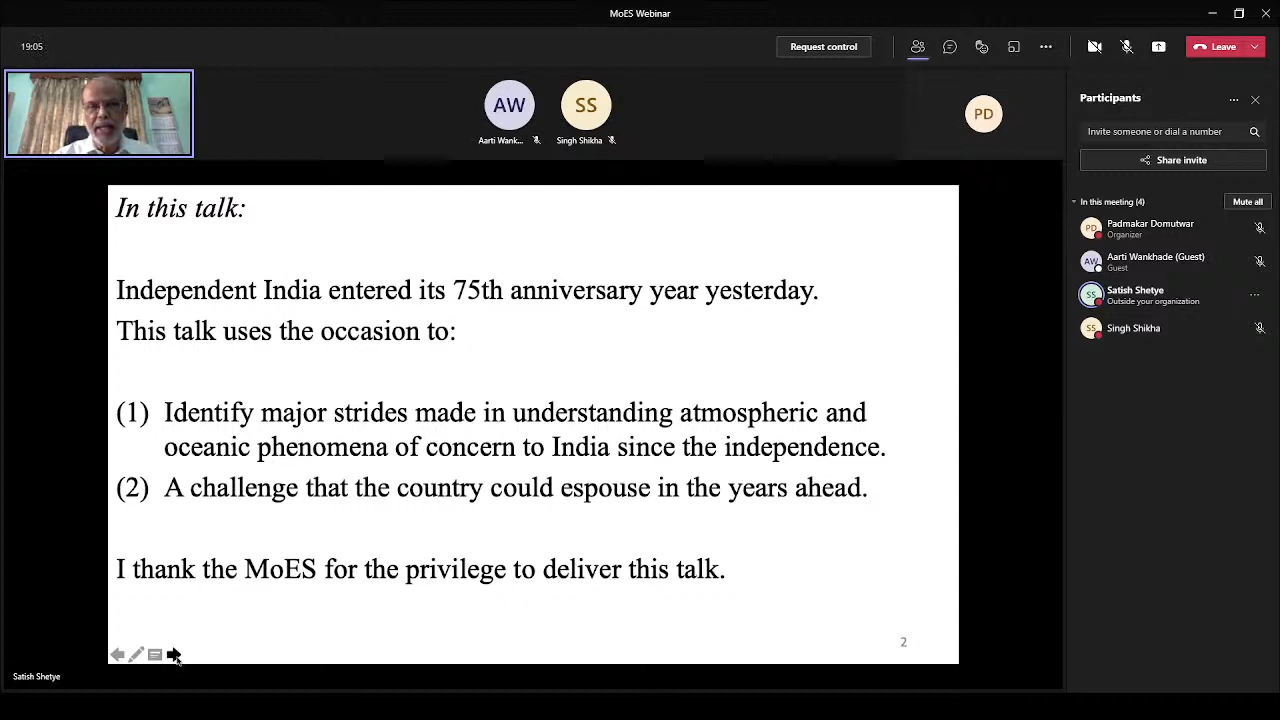 MoES Webinar
19:05
Request control
Leave
AW
SS
PD
Aarti Wank...
Singh Shikha
Participants
Invite someone or dial a number
Share invite
In this meeting (4)
Mute all
PD
Padmakar Domutwar
Organizer
AW
Aarti Wankhade (Guest)
Guest
SS
Satish Shetye
Outside your organization
SS
Singh Shikha
In this talk:
Independent India entered its 75th anniversary year yesterday.
This talk uses the occasion to:
(1) Identify major strides made in understanding atmospheric and
oceanic phenomena of concern to India since the independence.
(2) A challenge that the country could espouse in the years ahead.
I thank the MoES for the privilege to deliver this talk.
2
Satish Shetye